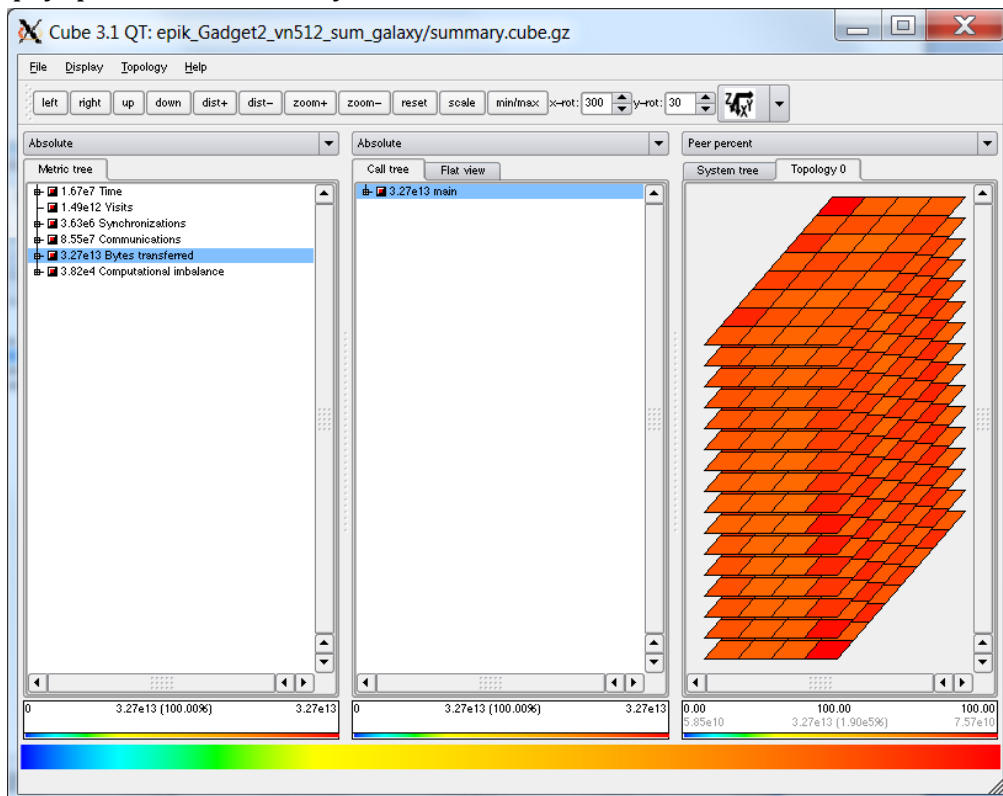 Cube 3.1 QT: epik_Gadget2_vn512_sum_galaxy/summary.cube.gz
File Display Topology Help
left right up down dist+ dist- zoom+ zoom- reset scale min/max x-rot: 300 y-rot: 30 Z X Y
Absolute Absolute Peer percent
Metric tree Call tree Flat view System tree Topology 0
1.67e7 Time 3.27e13 main
1.49e12 Visits
3.63e6 Synchronizations
8.55e7 Communications
3.27e13 Bytes transferred
3.82e4 Computational imbalance
0 3.27e13 (100.00%) 3.27e13 0 3.27e13 (100.00%) 3.27e13 0.00 100.00 100.00
5.85e10 3.27e13 (1.90e5%) 7.57e10